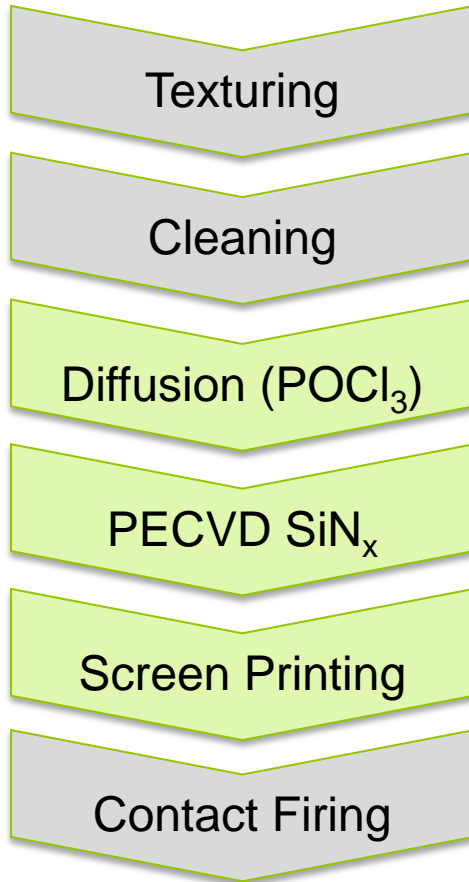 Texturing
Cleaning
Diffusion (POCl₃)
PECVD SiNₓ
Screen Printing
Contact Firing